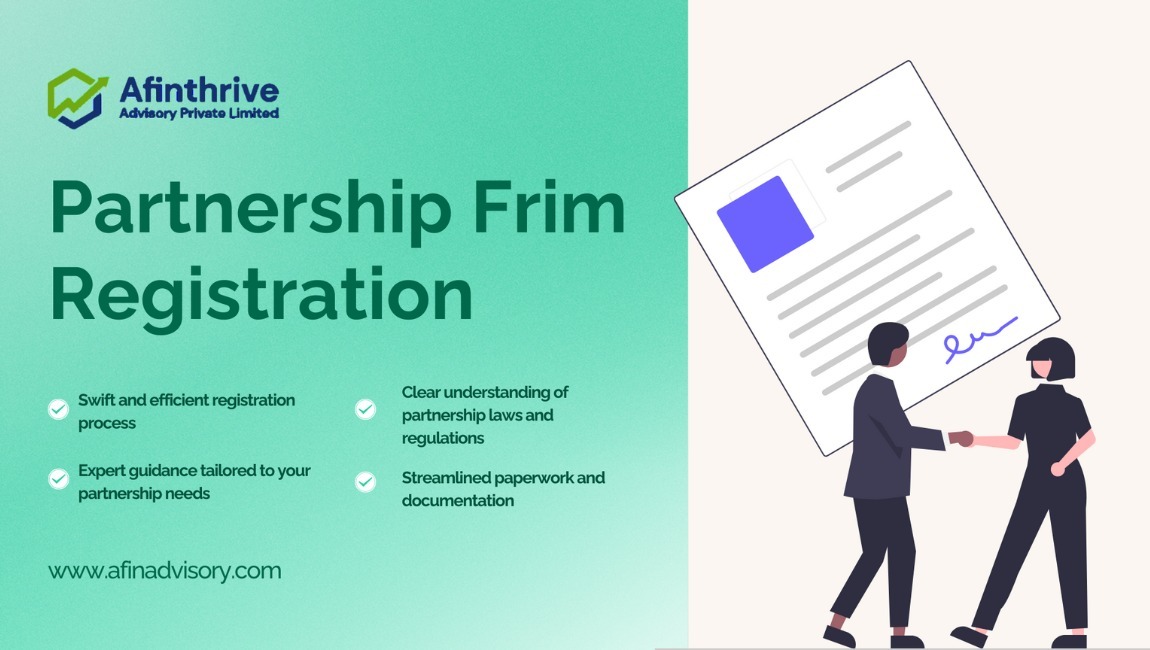 Afinthrive
Advisory Private Limited
Partnership Frim
Registration
Swift and efficient registration
process
Expert guidance tailored to your
partnership needs
Clear understanding of
partnership laws and
regulations
Streamlined paperwork and
documentation
www.afinadvisory.com